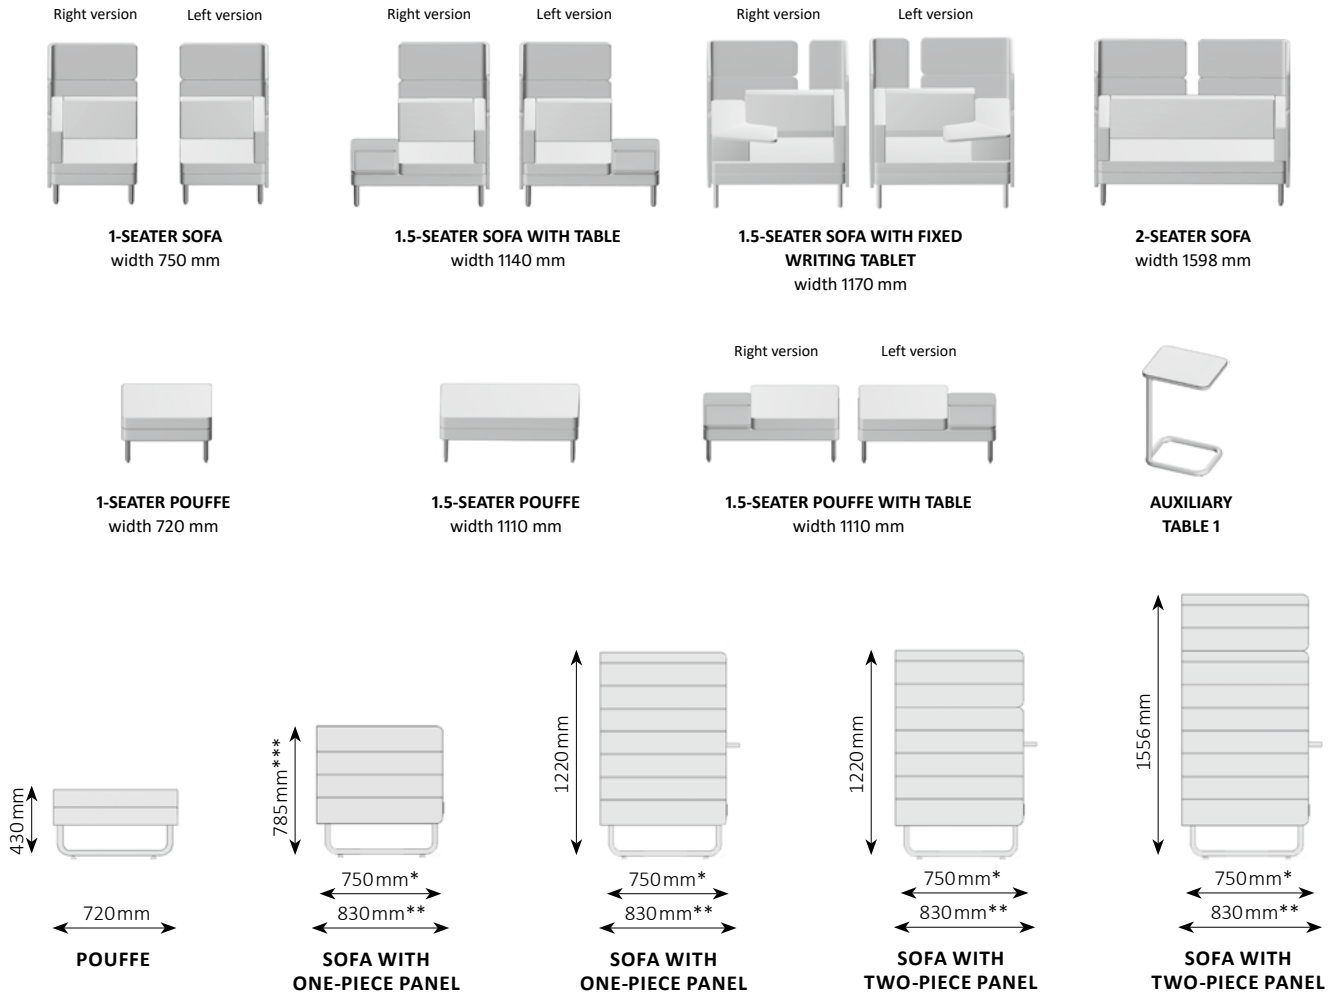 Right version
Left version
Right version
Left version
Right version
Left version
1-SEATER SOFA
width 750 mm
1.5-SEATER SOFA WITH TABLE
width 1140 mm
1.5-SEATER SOFA WITH FIXED
WRITING TABLET
width 1170 mm
2-SEATER SOFA
width 1598 mm
Right version
Left version
1-SEATER POUFFE
width 720 mm
1.5-SEATER POUFFE
width 1110 mm
1.5-SEATER POUFFE WITH TABLE
width 1110 mm
AUXILIARY
TABLE 1
430mm
720mm
POUFFE
785mm***
750mm*
830mm**
SOFA WITH
ONE-PIECE PANEL
1220mm
750mm*
830mm**
SOFA WITH
ONE-PIECE PANEL
1220mm
750mm*
830mm**
SOFA WITH
TWO-PIECE PANEL
1556mm
750mm*
830mm**
SOFA WITH
TWO-PIECE PANEL